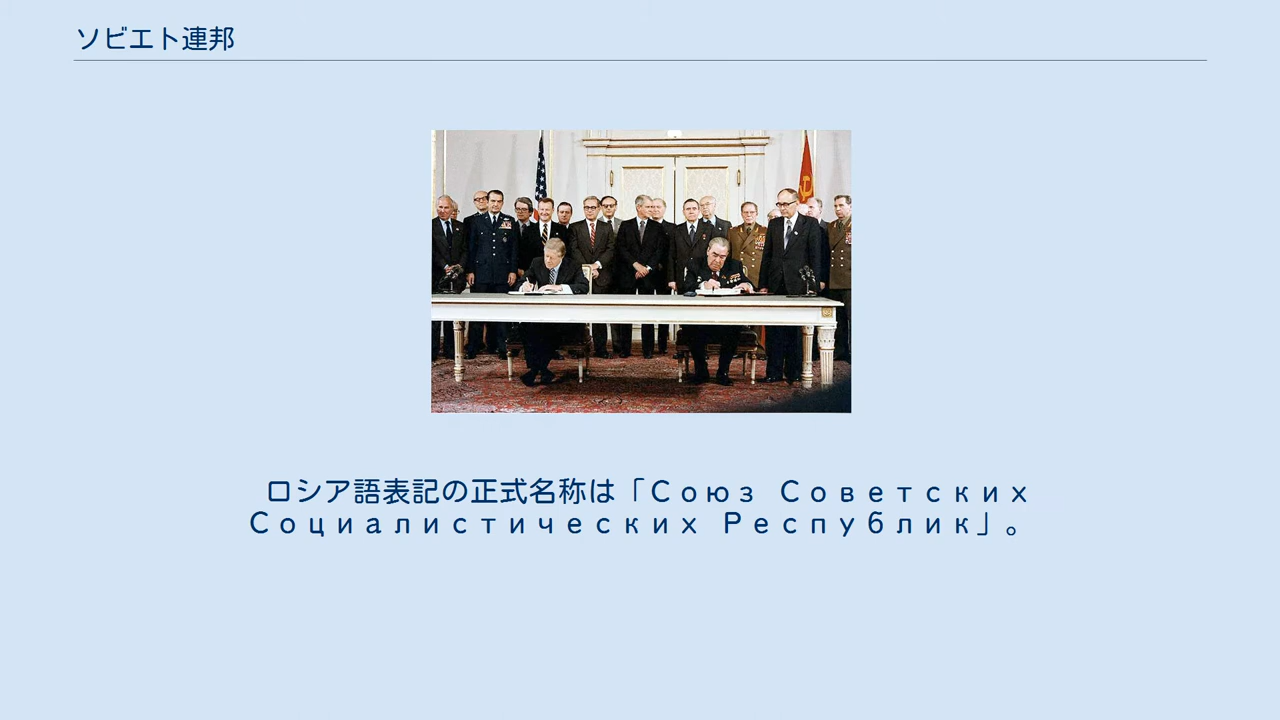 ソビエト連邦
ロシア語表記の正式名称は「Союз Советских
Социалистических Республик」。